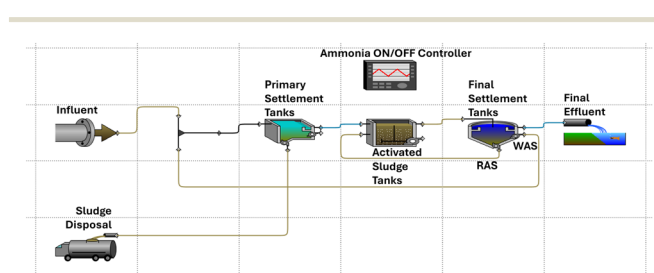 Ammonia ON/OFF Controller
Primary
Settlement
Tanks
Final
Settlement
Tanks
Final
Effluent
Influent
WAS
Activated
Sludge
Tanks
RAS
Sludge
Disposal